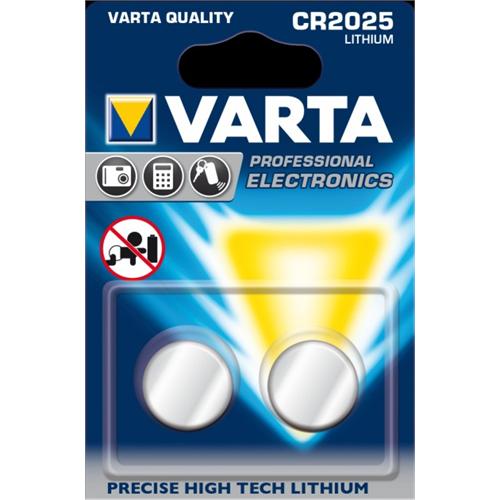 VARTA QUALITY
CR2025
LITHIUM
VARTA
PROFESSIONAL
ELECTRONICS
PRECISE HIGH TECH LITHIUM